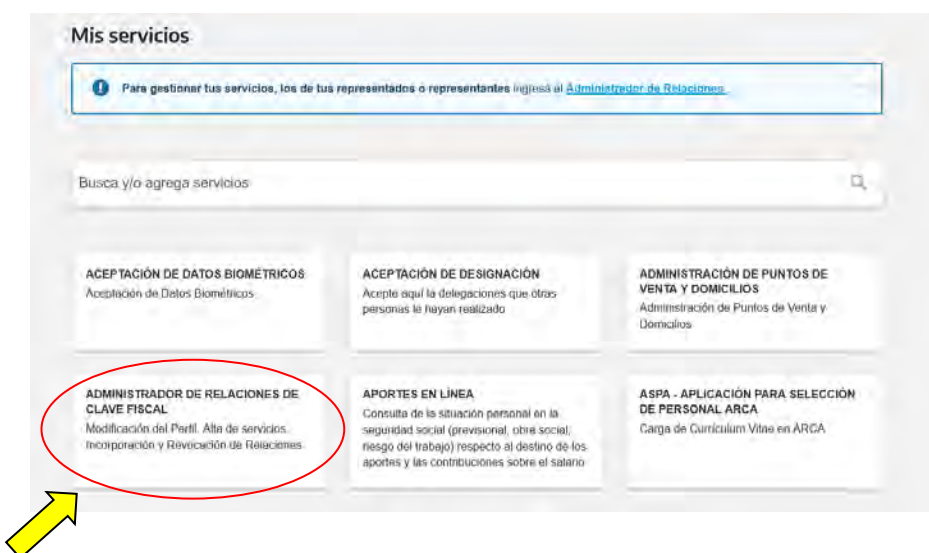 Mis servicios
Para gestionar tus servicios, los de tus representados o representantes ingresá al Administrador de Relaciones.
Busca y/o agrega servicios
ACEPTACIÓN DE DATOS BIOMÉTRICOS
Aceptación de Datos Biométricos
ACEPTACIÓN DE DESIGNACIÓN
Acepte aquí la delegaciones que otras
personas le hayan realizado
ADMINISTRACIÓN DE PUNTOS DE
VENTA Y DOMICILIOS
Administración de Puntos de Venta y
Domicilios
ADMINISTRADOR DE RELACIONES DE
CLAVE FISCAL
Modificación del Perfil. Alta de servicios.
Incorporación y Revocación de Relaciones
APORTES EN LÍNEA
Consulta de la situación personal en la
seguridad social (previsional, obra social,
riesgo del trabajo) respecto al destino de los
aportes y las contribuciones sobre el salario
ASPA - APLICACIÓN PARA SELECCIÓN
DE PERSONAL ARCA
Carga de Currículum Vitae en ARCA